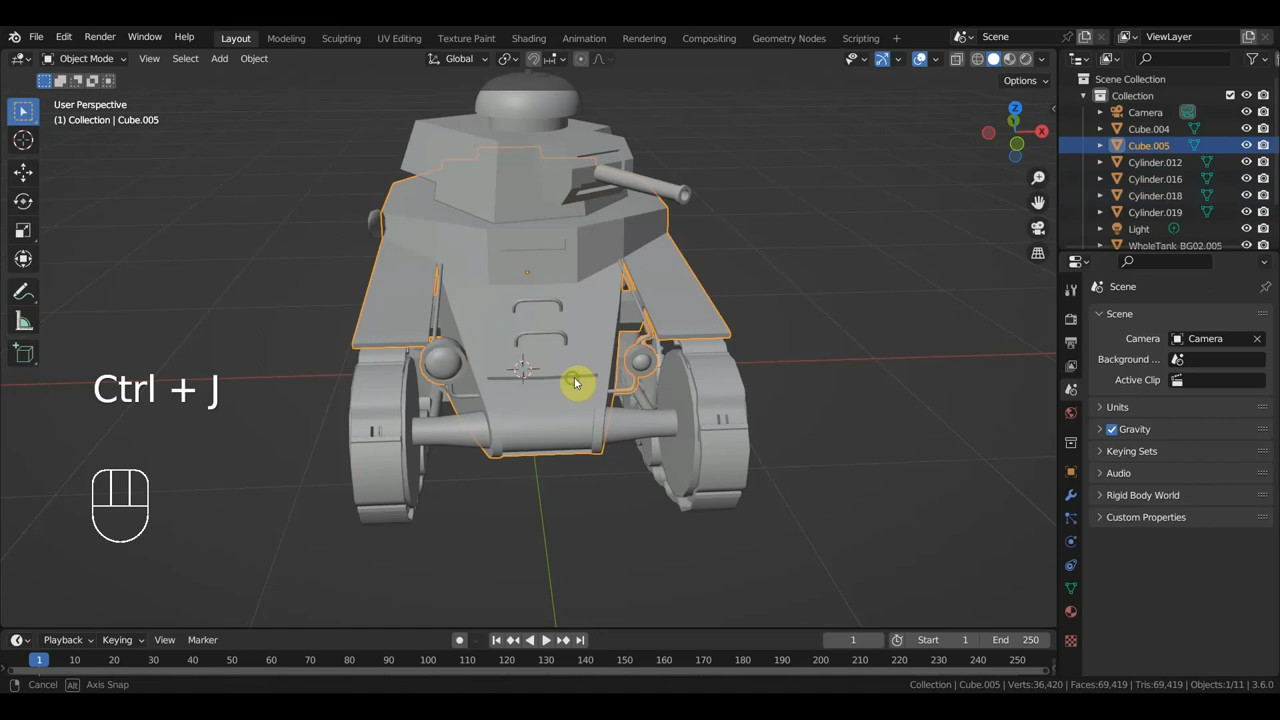 File Edit Render Window Help Layout Modeling Sculpting UV Editing Texture Paint Shading Animation Rendering Compositing Geometry Nodes Scripting + Scene ViewLayer
Object Mode View Select Add Object Global
Options
User Perspective
(1) Collection | Cube.005
Z
Y
X
Scene Collection
Collection
Camera
Cube.004
Cube.005
Cylinder.012
Cylinder.016
Cylinder.018
Cylinder.019
Light
WholeTank BG02.005
Scene
Scene
Camera Camera
Background ...
Active Clip
Units
Gravity
Keying Sets
Audio
Rigid Body World
Custom Properties
Ctrl + J
Playback Keying View Marker 1 Start 1 End 250
1 10 20 30 40 50 60 70 80 90 100 110 120 130 140 150 160 170 180 190 200 210 220 230 240 250
Cancel Alt Axis Snap Collection | Cube.005 | Verts:36,420 | Faces:69,419 | Tris:69,419 | Objects:1/11 | 3.6.0